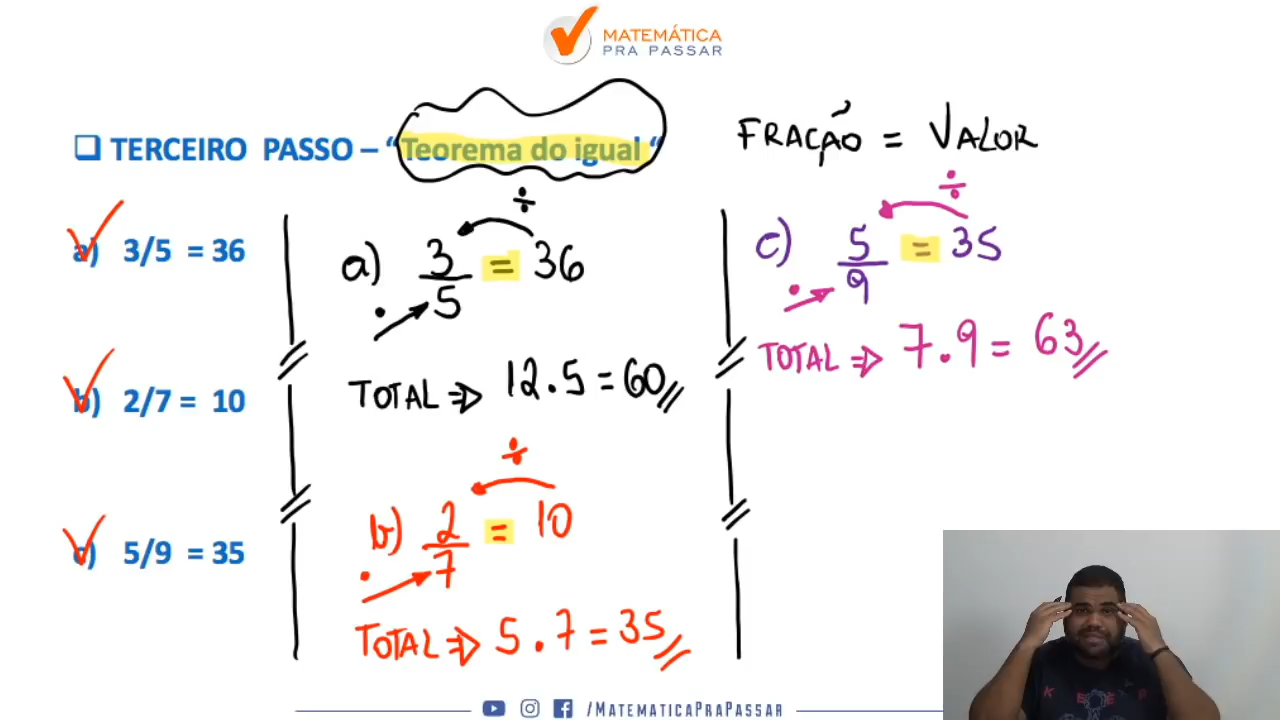 MATEMÁTICA
PRA PASSAR
TERCEIRO PASSO – “Teorema do igual “
FRAÇÃO = VALOR
a) 3/5 = 36
b) 2/7 = 10
c) 5/9 = 35
÷
a) 3/5 = 36
.
TOTAL ⇒ 12.5 = 60
÷
b) 2/7 = 10
.
TOTAL ⇒ 5.7 = 35
÷
c) 5/9 = 35
.
TOTAL ⇒ 7.9 = 63
/MATEMATICAPRAPASSAR